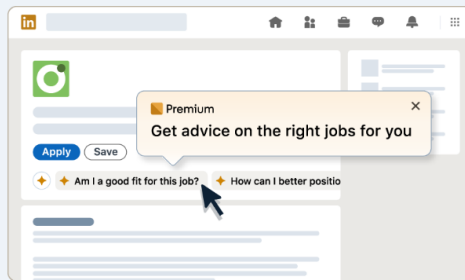 in
Premium
Get advice on the right jobs for you
Apply
Save
Am I a good fit for this job?
How can I better positio